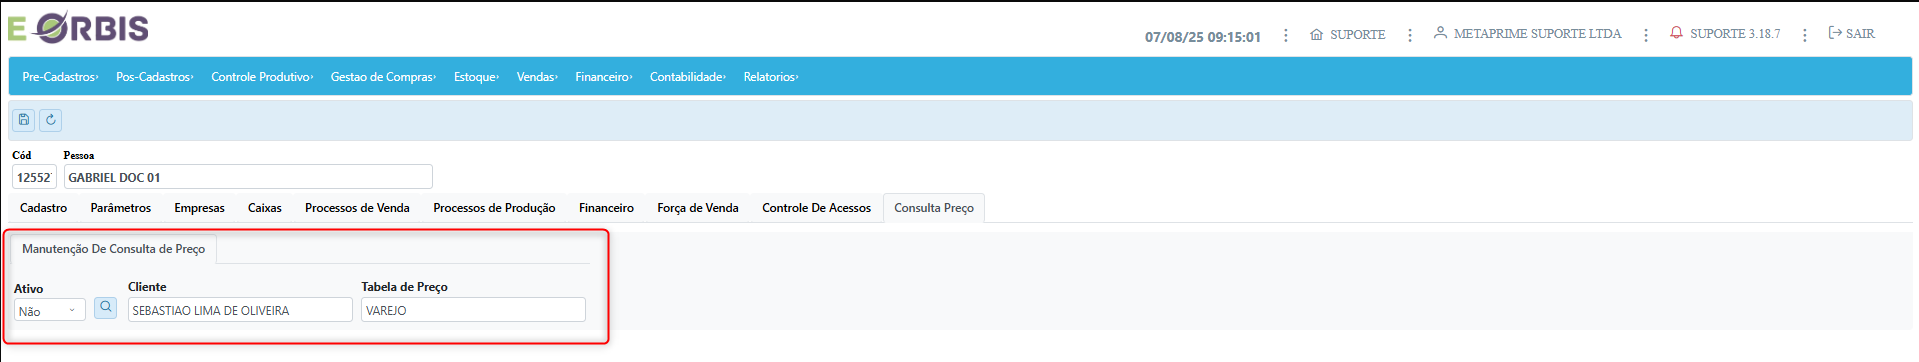 E ORBIS
07/08/25 09:15:01 SUPORTE METAPRIME SUPORTE LTDA SUPORTE 3.18.7 SAIR
Pre-Cadastros Pos-Cadastros Controle Produtivo Gestao de Compras Estoque Vendas Financeiro Contabilidade Relatorios
Cód Pessoa
12552 GABRIEL DOC 01
Cadastro Parâmetros Empresas Caixas Processos de Venda Processos de Produção Financeiro Força de Venda Controle De Acessos Consulta Preço
Manutenção De Consulta de Preço
Ativo Cliente Tabela de Preço
Não SEBASTIAO LIMA DE OLIVEIRA VAREJO